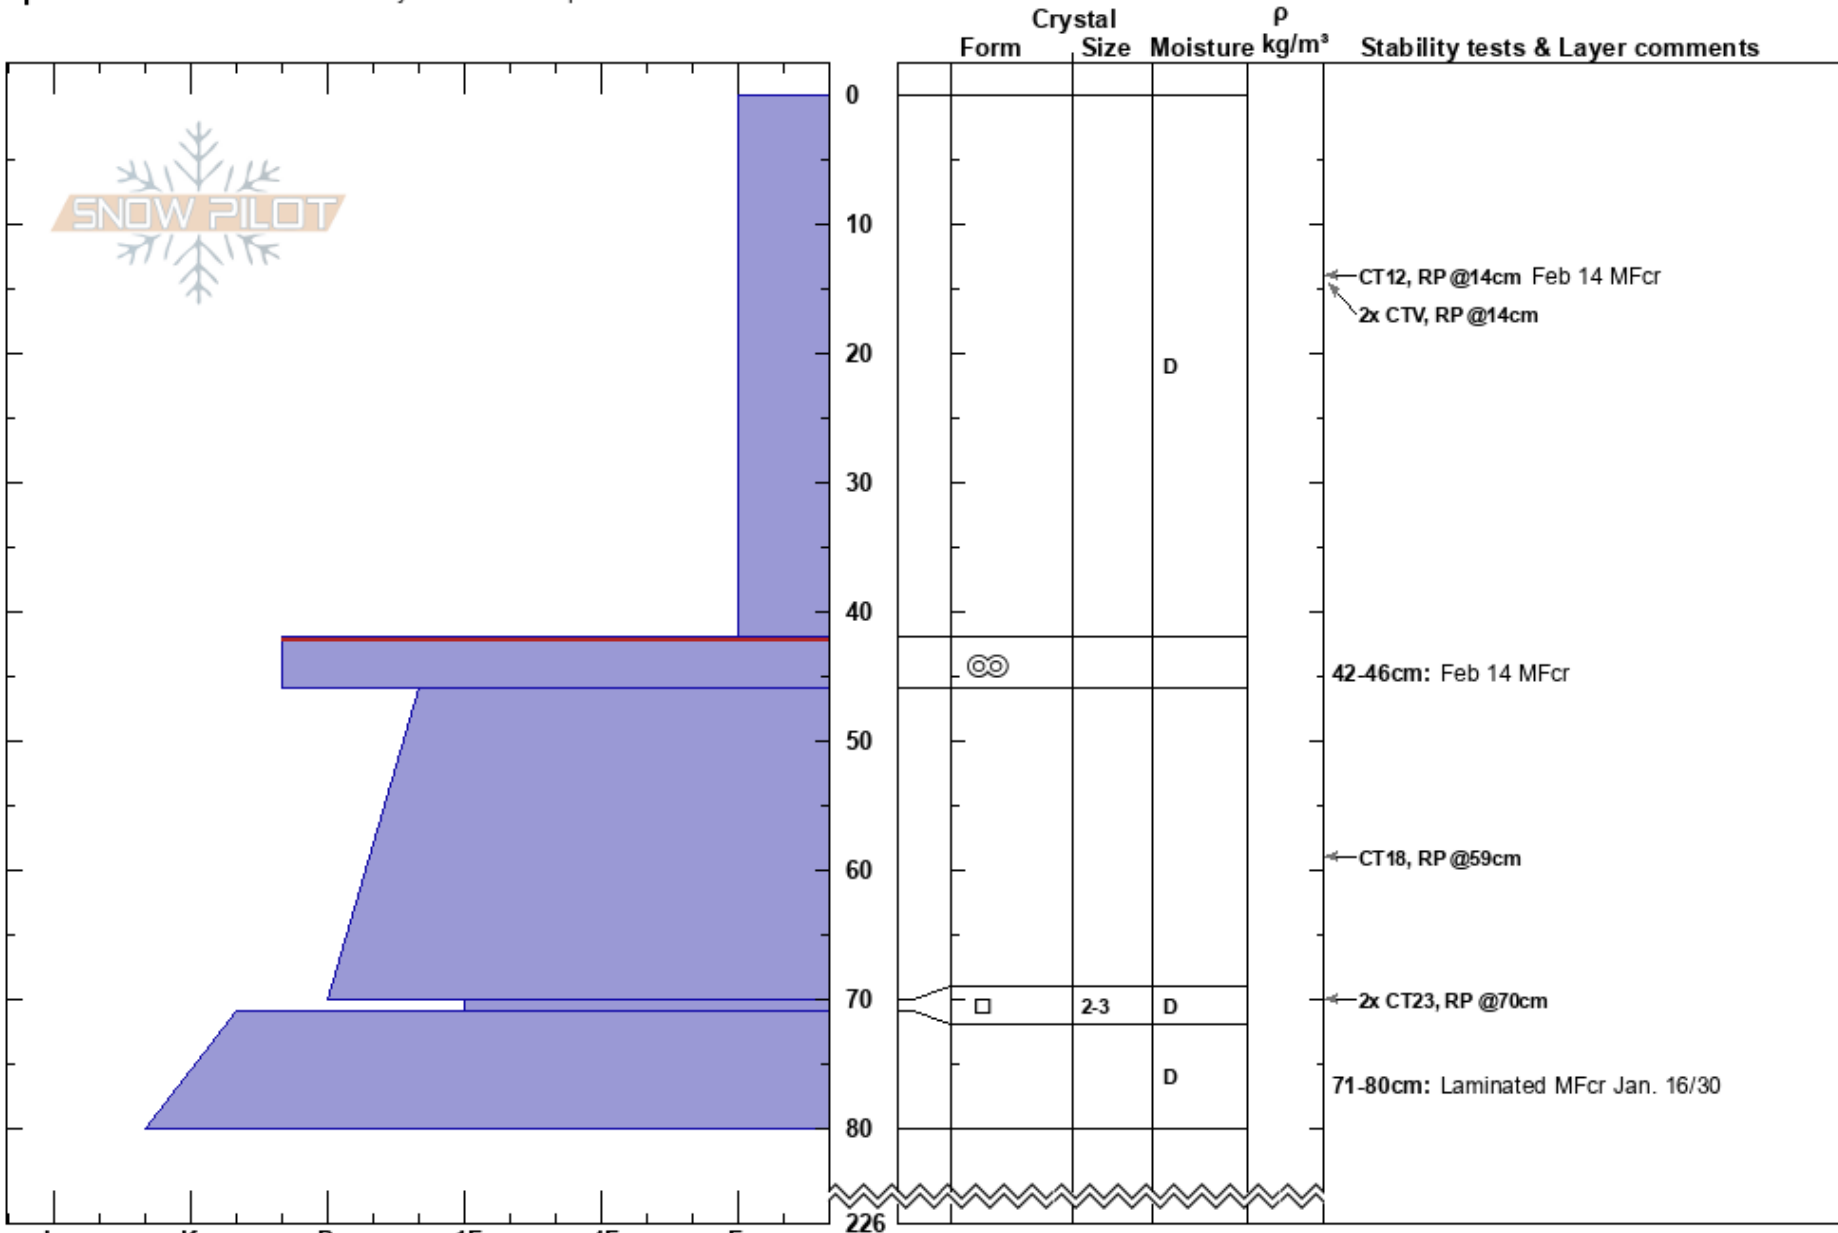 Crystal
ρ
Form Size Moisture kg/m³ Stability tests & Layer comments
0
SNOW PILOT
10
CT12, RP @14cm Feb 14 MFcr
2x CTV, RP @14cm
20
D
30
40
42-46cm: Feb 14 MFcr
50
CT18, RP @59cm
60
70
2-3 D
2x CT23, RP @70cm
D
71-80cm: Laminated MFcr Jan. 16/30
80
226